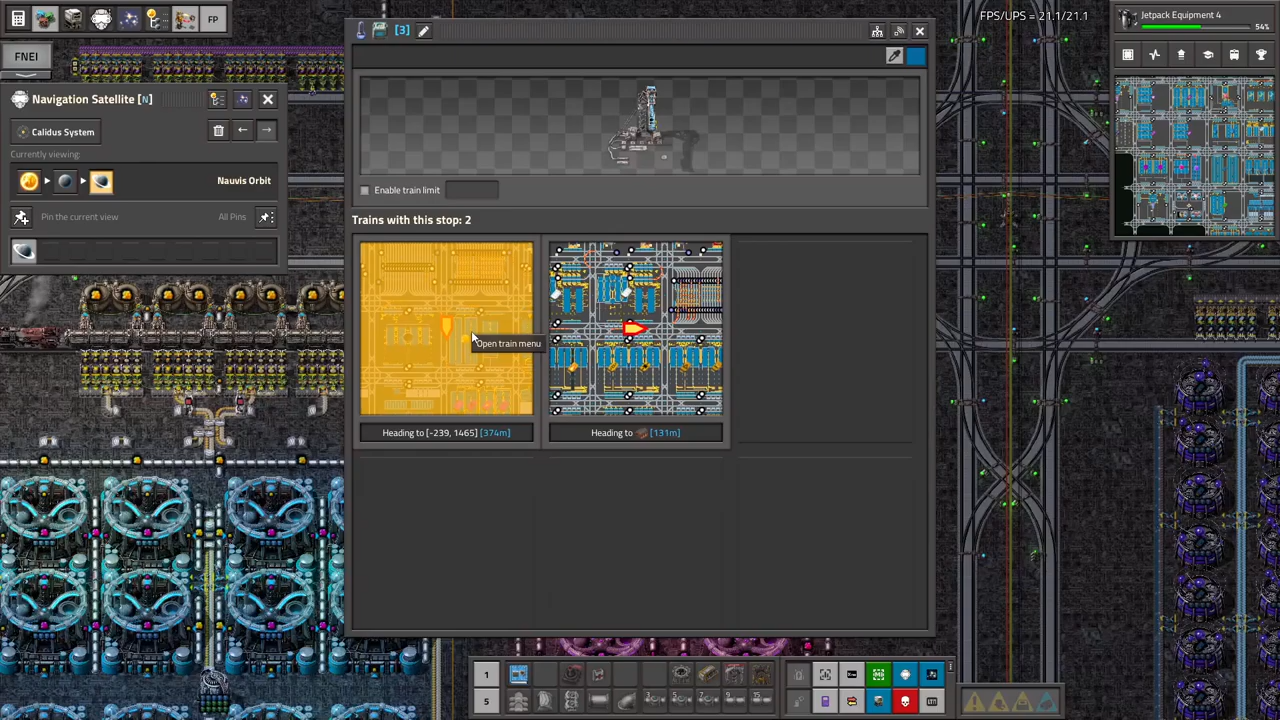 FP
[3]
FPS/UPS = 21.1/21.1
Jetpack Equipment 4
54%
FNEI
Navigation Satellite [N]
Calidus System
Currently viewing:
Nauvis Orbit
Pin the current view
All Pins
Enable train limit
Trains with this stop: 2
Open train menu
Heading to [-239, 1465] [374m]
Heading to [131m]
1
5